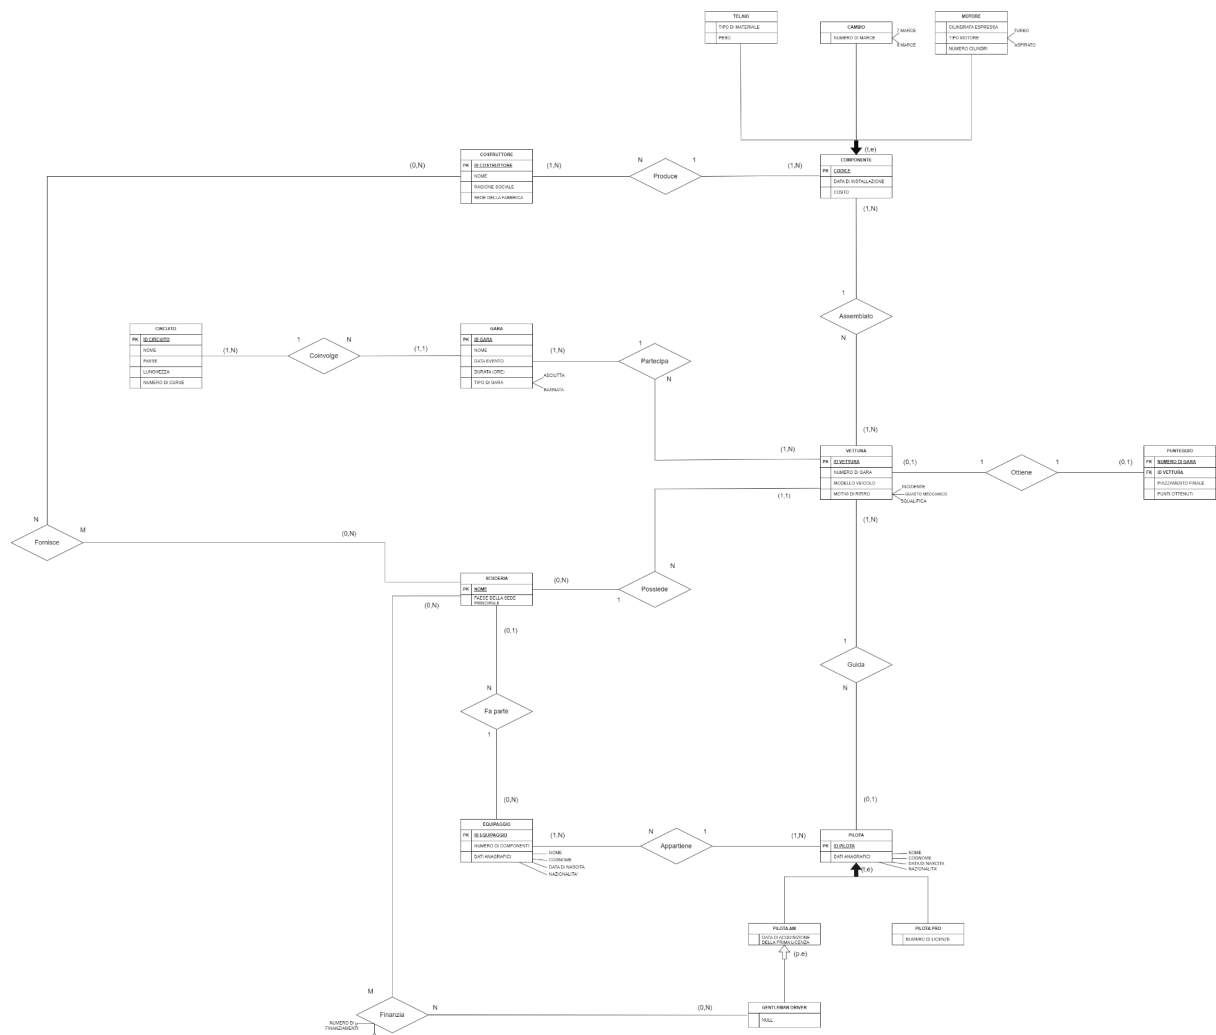 TELAIO
TIPO DI MATERIALE
PESO
CAMBIO
NUMERO DI MARCE
7 MARCE
8 MARCE
MOTORE
CILINDRATA ESPRESSA
TIPO MOTORE
NUMERO CILINDRI
TURBO
ASPIRATO
(t,e)
(0,N)
COSTRUTTORE
PK ID COSTRUTTORE
NOME
RAGIONE SOCIALE
SEDE DELLA FABBRICA
(1,N)
N
Produce
1
(1,N)
COMPONENTE
PK CODICE
DATA DI INSTALLAZIONE
COSTO
(1,N)
1
Assemblato
N
(1,N)
CIRCUITO
PK ID CIRCUITO
NOME
PAESE
LUNGHEZZA
NUMERO DI CURVE
(1,N)
1
Coinvolge
N
(1,1)
GARA
PK ID GARA
NOME
DATA EVENTO
DURATA (ORE)
TIPO DI GARA
ASCIUTTA
BAGNATA
(1,N)
1
Partecipa
N
(1,N)
VETTURA
PK ID VETTURA
NUMERO DI GARA
MODELLO VEICOLO
MOTIVI DI RITIRO
INCIDENTE
GUASTO MECCANICO
SQUALIFICA
(0,1)
1
Ottiene
1
(0,1)
PUNTEGGIO
PK NUMERO DI GARA
FK ID VETTURA
PIAZZAMENTO FINALE
PUNTI OTTENUTI
(1,1)
(1,N)
N
Fornisce
M
(0,N)
SCUDERIA
PK NOME
PAESE DELLA SEDE
PRINCIPALE
(0,N)
1
Possiede
N
(0,N)
(0,1)
N
Fa parte
1
(0,N)
1
Guida
N
(0,1)
EQUIPAGGIO
PK ID EQUIPAGGIO
NUMERO DI COMPONENTI
DATI ANAGRAFICI
NOME
COGNOME
DATA DI NASCITA
NAZIONALITA'
(1,N)
N
Appartiene
1
(1,N)
PILOTA
PK ID PILOTA
DATI ANAGRAFICI
NOME
COGNOME
DATA DI NASCITA
NAZIONALITA'
(t,e)
PILOTA AM
DATA DI ACQUISIZIONE
DELLA PRIMA LICENZA
PILOTA PRO
NUMERO DI LICENZE
(p,e)
GENTLEMAN DRIVER
NULL
(0,N)
N
Finanzia
M
NUMERO DI
FINANZIAMENTI